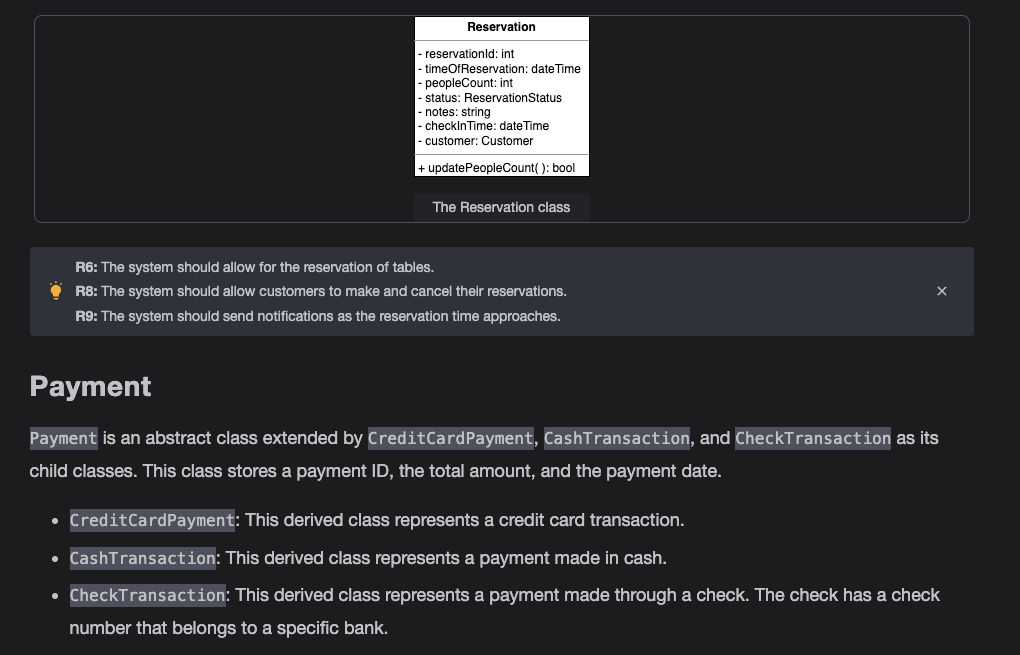 Reservation
- reservationId: int
- timeOfReservation: dateTime
- peopleCount: int
- status: ReservationStatus
- notes: string
- checkInTime: dateTime
- customer: Customer
+ updatePeopleCount( ): bool
The Reservation class
R6: The system should allow for the reservation of tables.
R8: The system should allow customers to make and cancel their reservations.
R9: The system should send notifications as the reservation time approaches.
Payment
Payment is an abstract class extended by CreditCardPayment, CashTransaction, and CheckTransaction as its
child classes. This class stores a payment ID, the total amount, and the payment date.
• CreditCardPayment: This derived class represents a credit card transaction.
• CashTransaction: This derived class represents a payment made in cash.
• CheckTransaction: This derived class represents a payment made through a check. The check has a check
number that belongs to a specific bank.